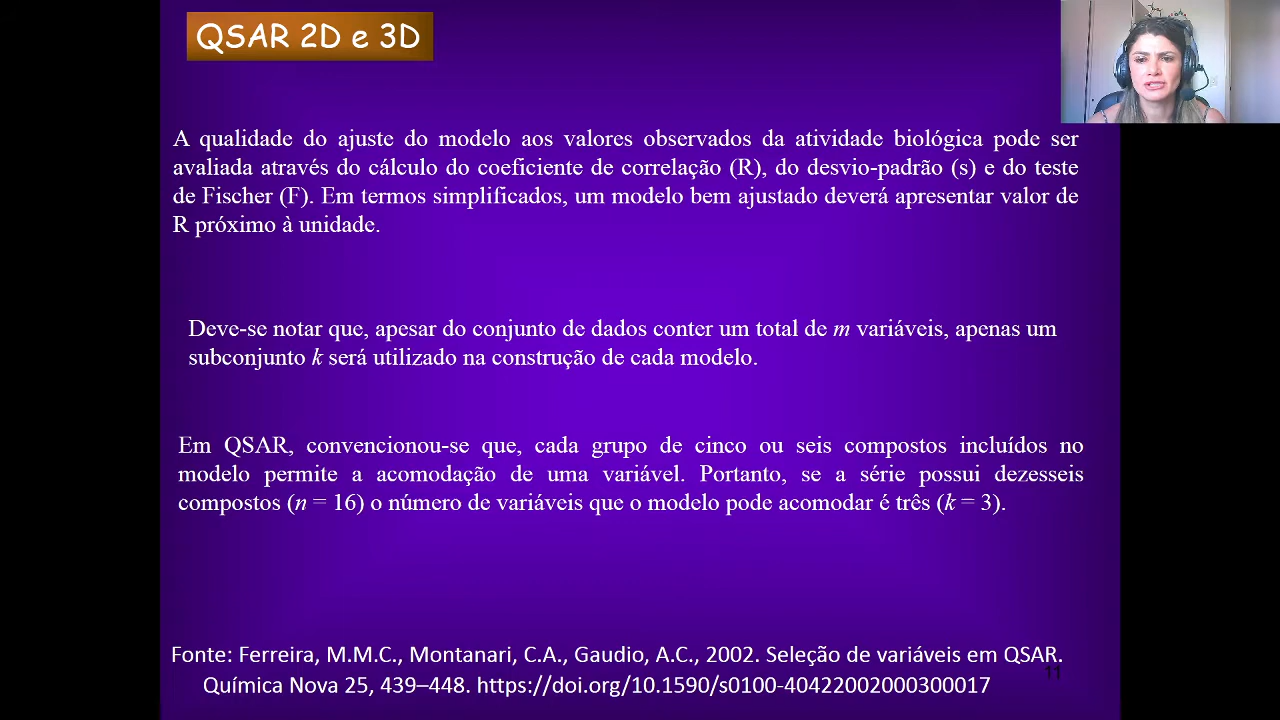 QSAR 2D e 3D
A qualidade do ajuste do modelo aos valores observados da atividade biológica pode ser
avaliada através do cálculo do coeficiente de correlação (R), do desvio-padrão (s) e do teste
de Fischer (F). Em termos simplificados, um modelo bem ajustado deverá apresentar valor de
R próximo à unidade.
Deve-se notar que, apesar do conjunto de dados conter um total de m variáveis, apenas um
subconjunto k será utilizado na construção de cada modelo.
Em QSAR, convencionou-se que, cada grupo de cinco ou seis compostos incluídos no
modelo permite a acomodação de uma variável. Portanto, se a série possui dezesseis
compostos (n = 16) o número de variáveis que o modelo pode acomodar é três (k = 3).
Fonte: Ferreira, M.M.C., Montanari, C.A., Gaudio, A.C., 2002. Seleção de variáveis em QSAR.
Química Nova 25, 439–448. https://doi.org/10.1590/s0100-40422002000300017
11